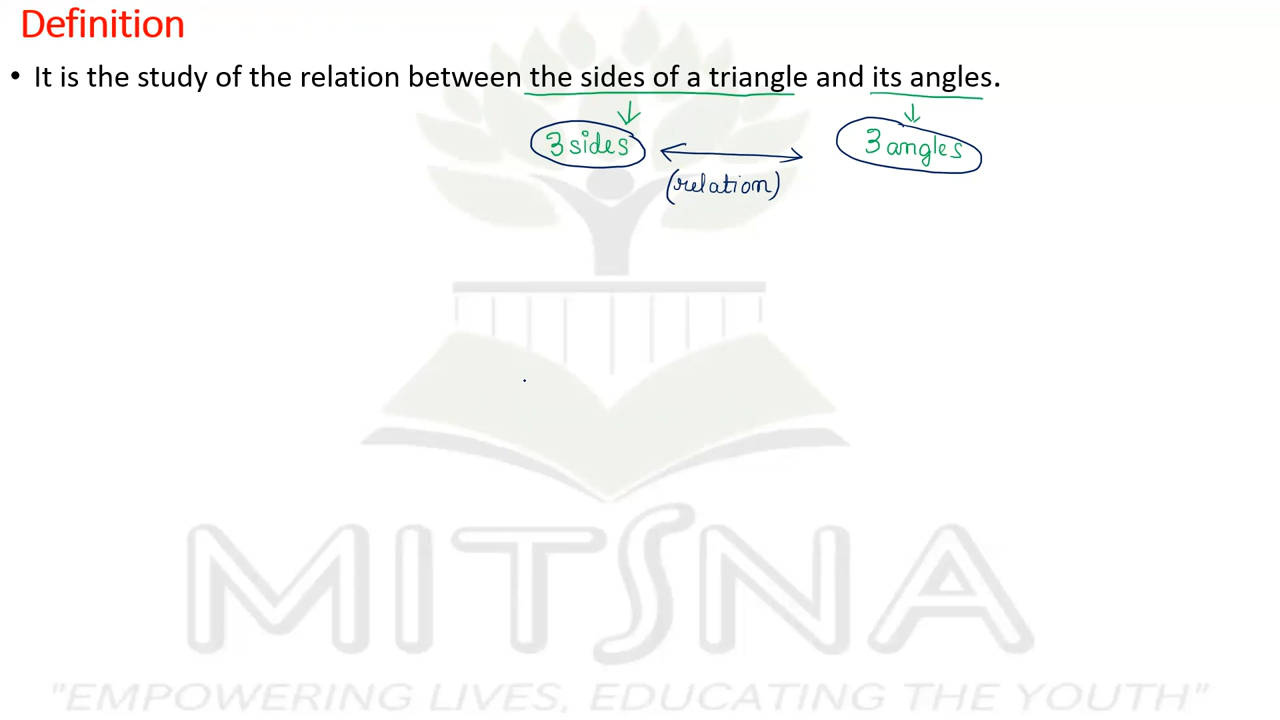 Definition
• It is the study of the relation between the sides of a triangle and its angles.
3 sides
3 angles
(relation)
MITSNA
"EMPOWERING LIVES, EDUCATING THE YOUTH"